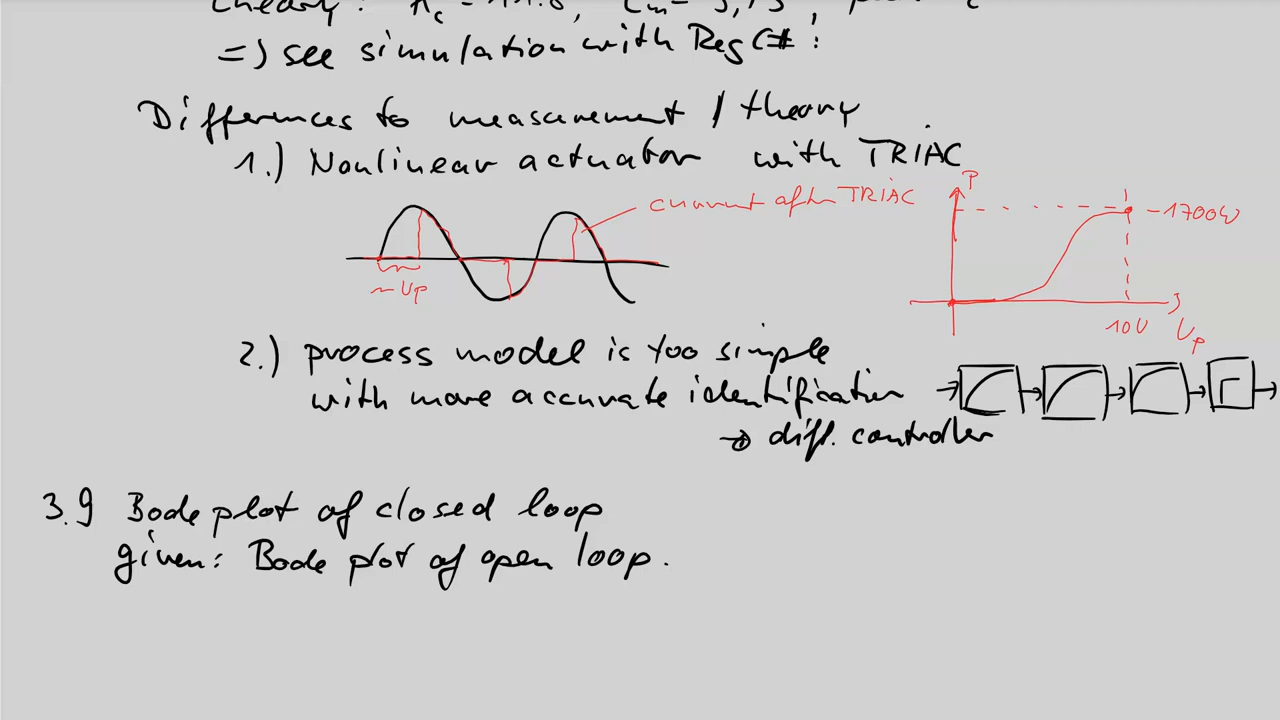 =) see simulation with Reg C# !
Differences to measurement / theory
1.) Nonlinear actuator with TRIAC
current after TRIAC
P
~1700W
~Up
10V
Up
2.) process model is too simple
with more accurate identification
→ diff. controller
3.9 Bode plot of closed loop
given: Bode plot of open loop.